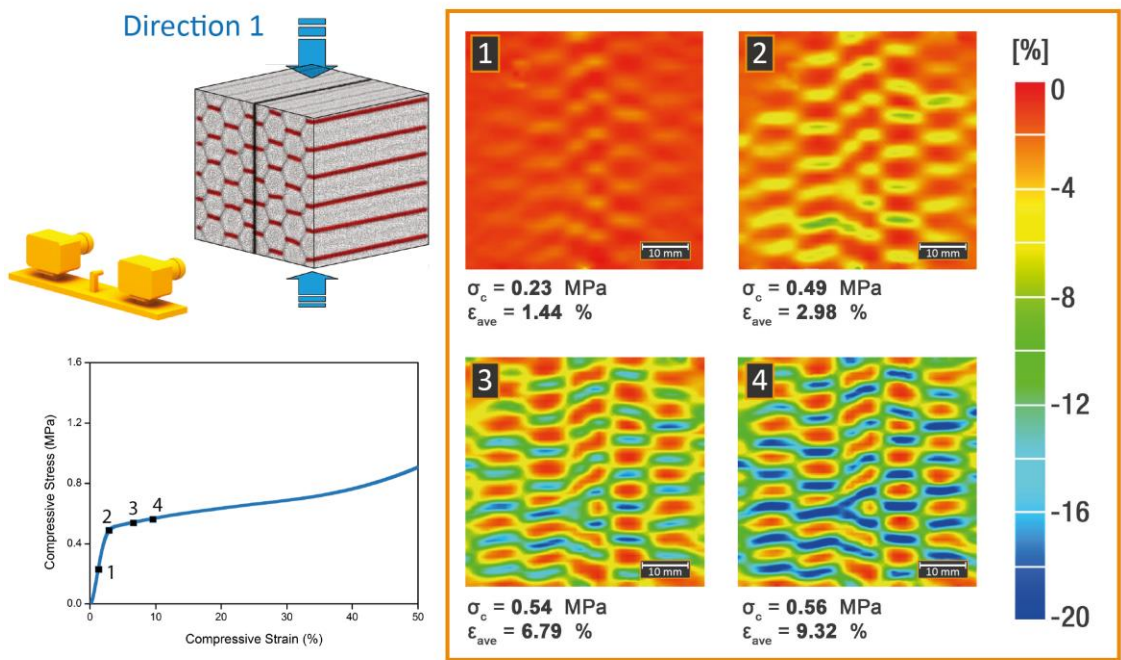 Direction 1
1
10 mm
σc = 0.23 MPa
εave = 1.44 %
2
10 mm
σc = 0.49 MPa
εave = 2.98 %
3
10 mm
σc = 0.54 MPa
εave = 6.79 %
4
10 mm
σc = 0.56 MPa
εave = 9.32 %
[%]
0
-4
-8
-12
-16
-20
Compressive Stress (MPa)
1.6
1.2
0.8
0.4
0.0
2 3 4
1
0 10 20 30 40 50
Compressive Strain (%)